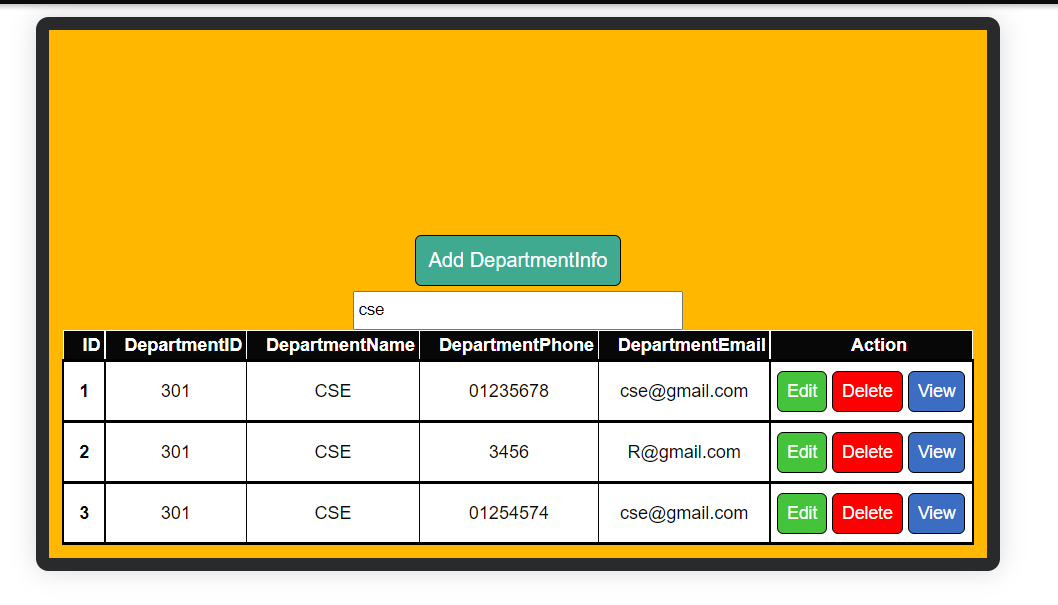 Add DepartmentInfo
cse
ID DepartmentID DepartmentName DepartmentPhone DepartmentEmail Action
1 301 CSE 01235678 cse@gmail.com Edit Delete View
2 301 CSE 3456 R@gmail.com Edit Delete View
3 301 CSE 01254574 cse@gmail.com Edit Delete View